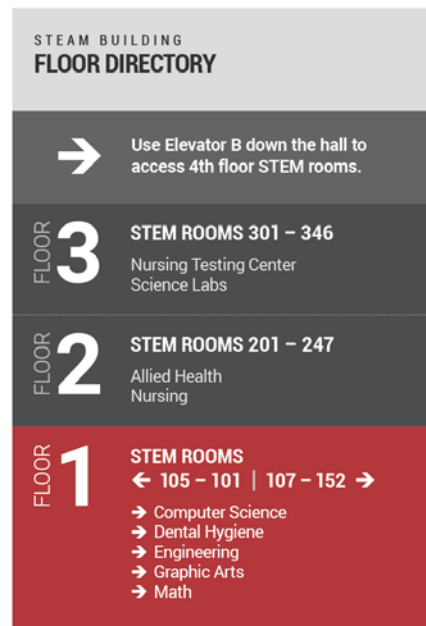 STEAM BUILDING
FLOOR DIRECTORY
→ Use Elevator B down the hall to
access 4th floor STEM rooms.
FLOOR 3
STEM ROOMS 301 – 346
Nursing Testing Center
Science Labs
FLOOR 2
STEM ROOMS 201 – 247
Allied Health
Nursing
FLOOR 1
STEM ROOMS
← 105 – 101 | 107 – 152 →
→ Computer Science
→ Dental Hygiene
→ Engineering
→ Graphic Arts
→ Math